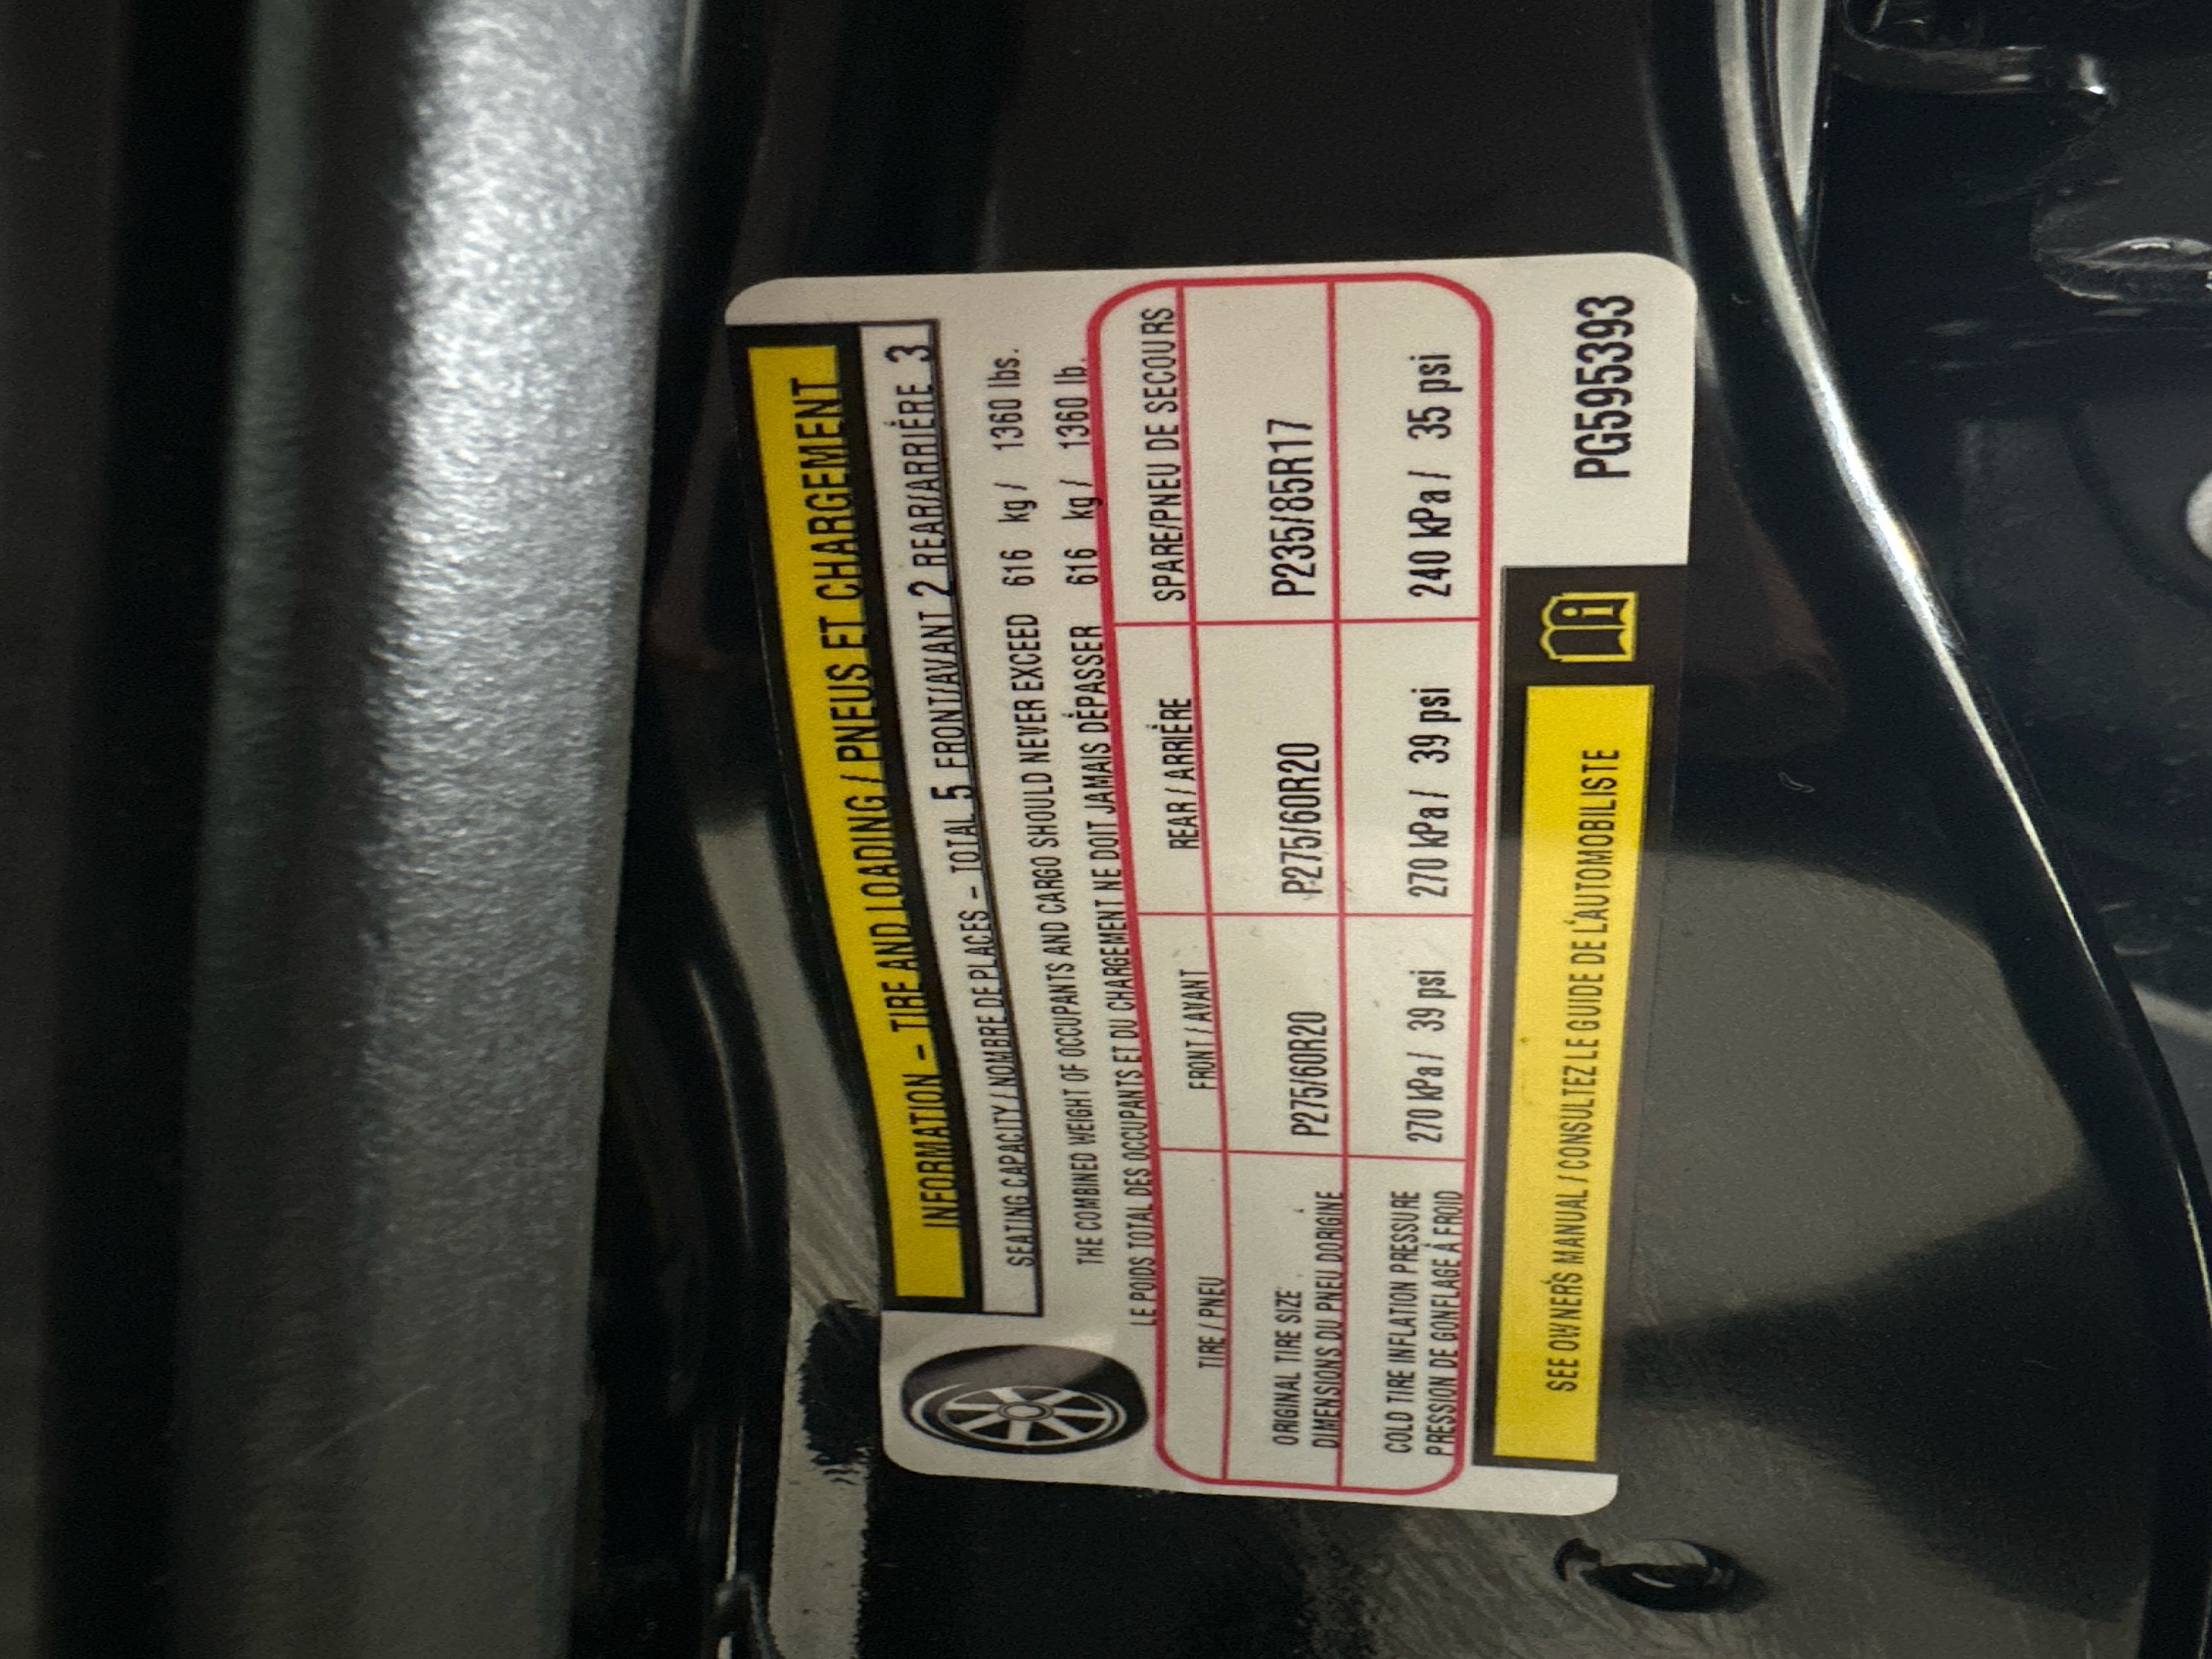 INFORMATION – TIRE AND LOADING / PNEUS ET CHARGEMENT
SEATING CAPACITY / NOMBRE DE PLACES – TOTAL 5 FRONT/AVANT 2 REAR/ARRIÉRE 3
THE COMBINED WEIGHT OF OCCUPANTS AND CARGO SHOULD NEVER EXCEED 616 kg / 1360 lbs.
LE POIDS TOTAL DES OCCUPANTS ET DU CHARGEMENT NE DOIT JAMAIS DÉPASSER 616 kg / 1360 lb.
TIRE / PNEU FRONT / AVANT REAR / ARRIÈRE SPARE/PNEU DE SECOURS
ORIGINAL TIRE SIZE
DIMENSIONS DU PNEU DORIGINE P275/60R20 P275/60R20 P235/85R17
COLD TIRE INFLATION PRESSURE
PRESSION DE GONFLAGE Á FROID 270 kPa / 39 psi 270 kPa / 39 psi 240 kPa / 35 psi
SEE OWNER'S MANUAL / CONSULTEZ LE GUIDE DE L'AUTOMOBILISTE
PG595393